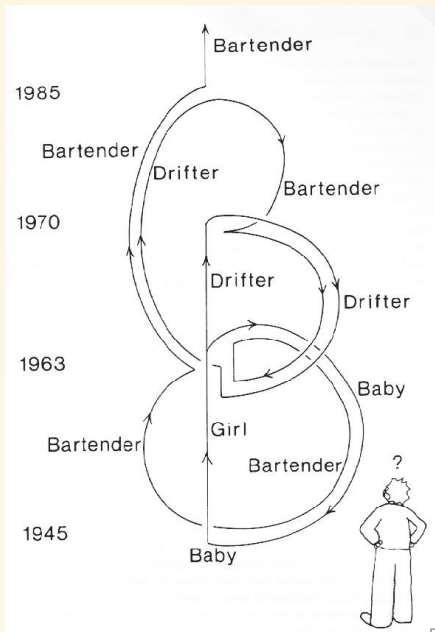 Bartender
1985
Bartender
Drifter
Bartender
1970
Drifter
Drifter
1963
Baby
Girl
Bartender
Bartender
?
1945
Baby